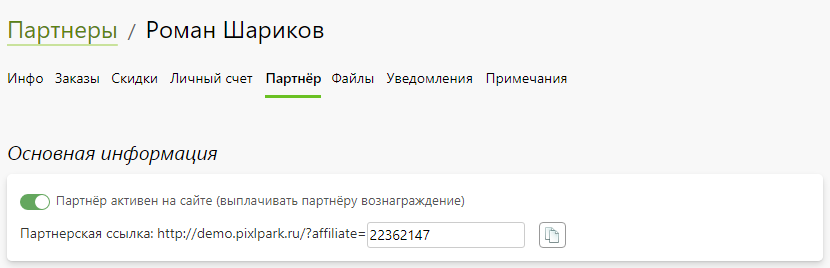 Партнеры / Роман Шариков
Инфо Заказы Скидки Личный счет Партнёр Файлы Уведомления Примечания
Основная информация
Партнёр активен на сайте (выплачивать партнёру вознаграждение)
Партнерская ссылка: http://demo.pixlpark.ru/?affiliate=22362147